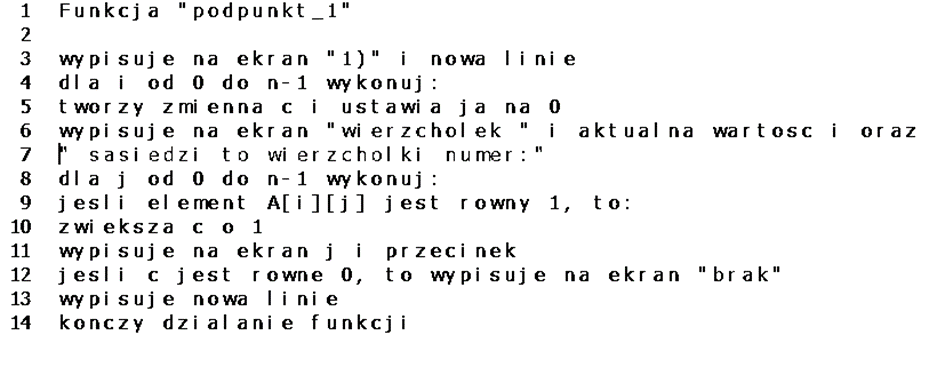 1 Funkcja "podpunkt_1"
2
3 wypisuje na ekran "1)" i nowa linie
4 dla i od 0 do n-1 wykonuj:
5 tworzy zmienna c i ustawia ja na 0
6 wypisuje na ekran "wierzcholek " i aktualna wartosc i oraz
7 " sasiedzi to wierzcholki numer:"
8 dla j od 0 do n-1 wykonuj:
9 jesli element A[i][j] jest rowny 1, to:
10 zwieksza c o 1
11 wypisuje na ekran j i przecinek
12 jesli c jest rowne 0, to wypisuje na ekran "brak"
13 wypisuje nowa linie
14 konczy dzialanie funkcji